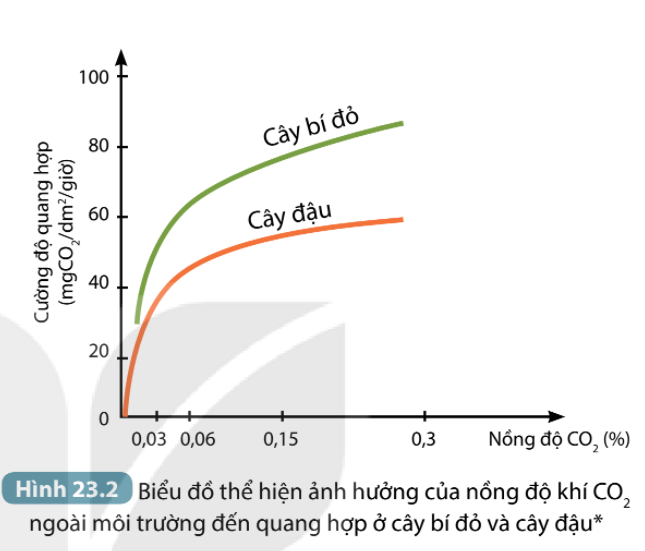 Cường độ quang hợp
(mgCO₂/dm²/giờ)
100
80
60
40
20
0
Cây bí đỏ
Cây đậu
0,03 0,06 0,15 0,3 Nồng độ CO₂ (%)
Hình 23.2 Biểu đồ thể hiện ảnh hưởng của nồng độ khí CO₂
ngoài môi trường đến quang hợp ở cây bí đỏ và cây đậu*